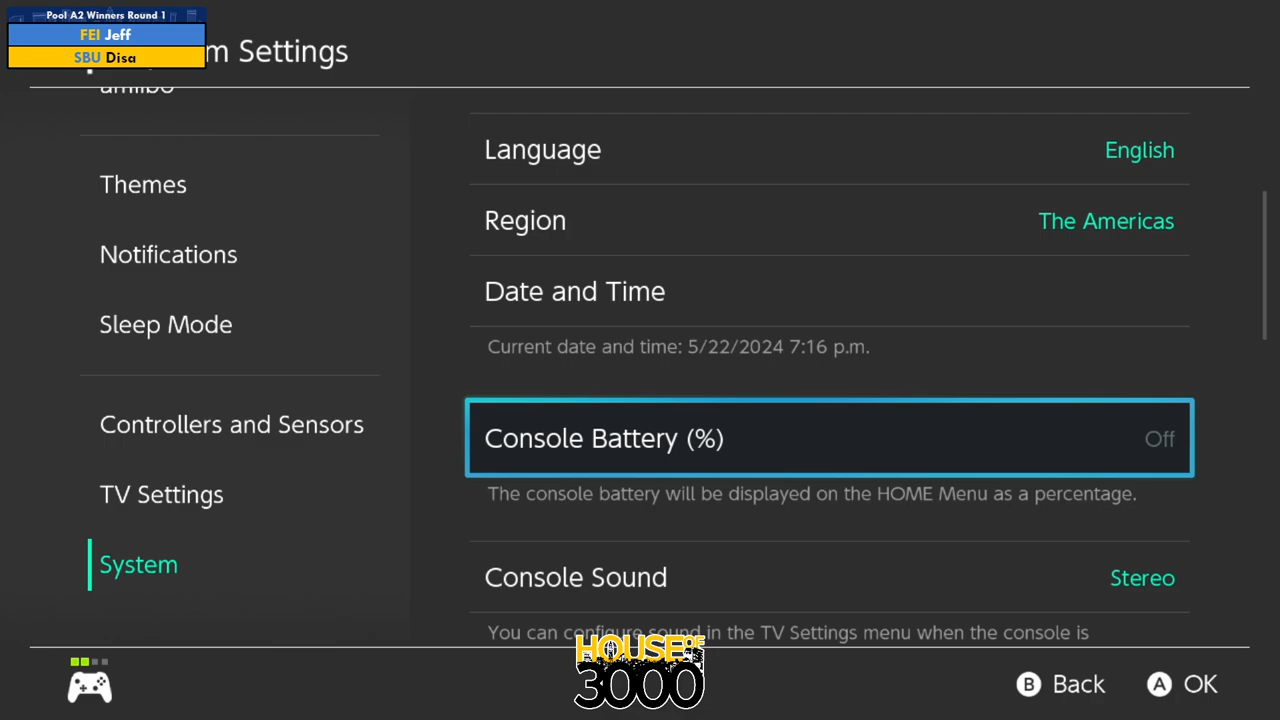 Pool A2 Winners Round 1
FEI Jeff
SBU Disa
m Settings
amiibo
Themes
Notifications
Sleep Mode
Controllers and Sensors
TV Settings
System
Language English
Region The Americas
Date and Time
Current date and time: 5/22/2024 7:16 p.m.
Console Battery (%) Off
The console battery will be displayed on the HOME Menu as a percentage.
Console Sound Stereo
You can configure sound in the TV Settings menu when the console is
HOUSE OF
3000
B Back
A OK